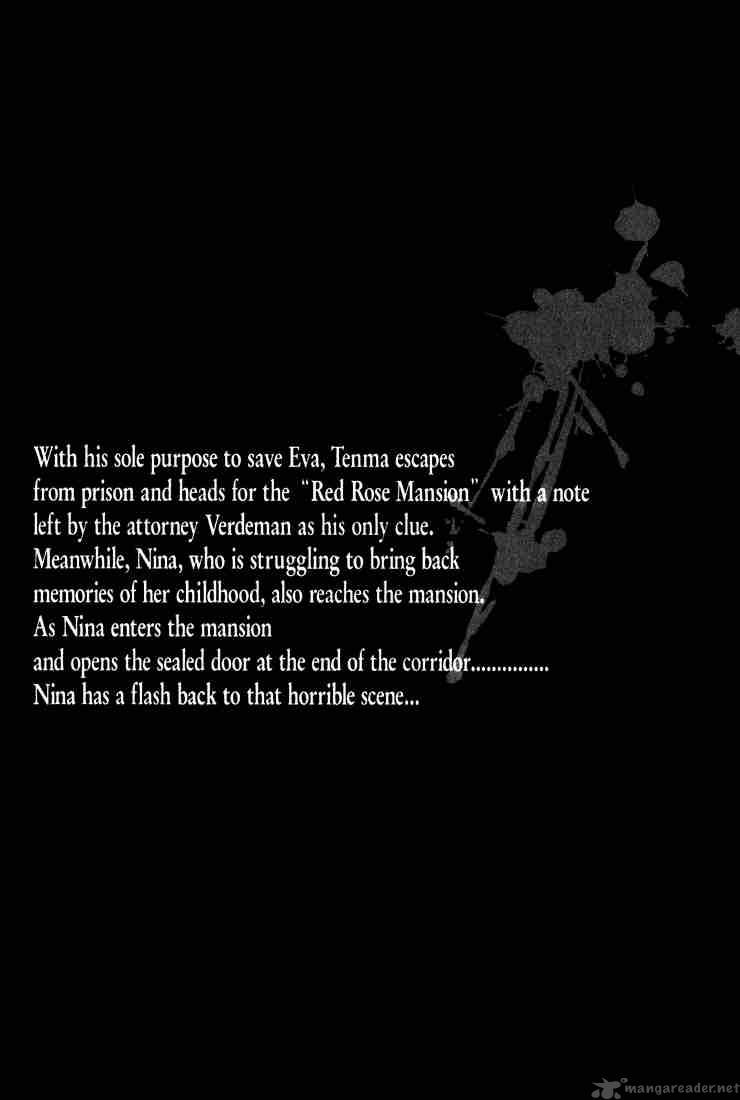 With his sole purpose to save Eva, Tenma escapes
from prison and heads for the “Red Rose Mansion” with a note
left by the attorney Verdeman as his only clue.
Meanwhile, Nina, who is struggling to bring back
memories of her childhood, also reaches the mansion.
As Nina enters the mansion
and opens the sealed door at the end of the corridor...............
Nina has a flash back to that horrible scene...
mangareader.net